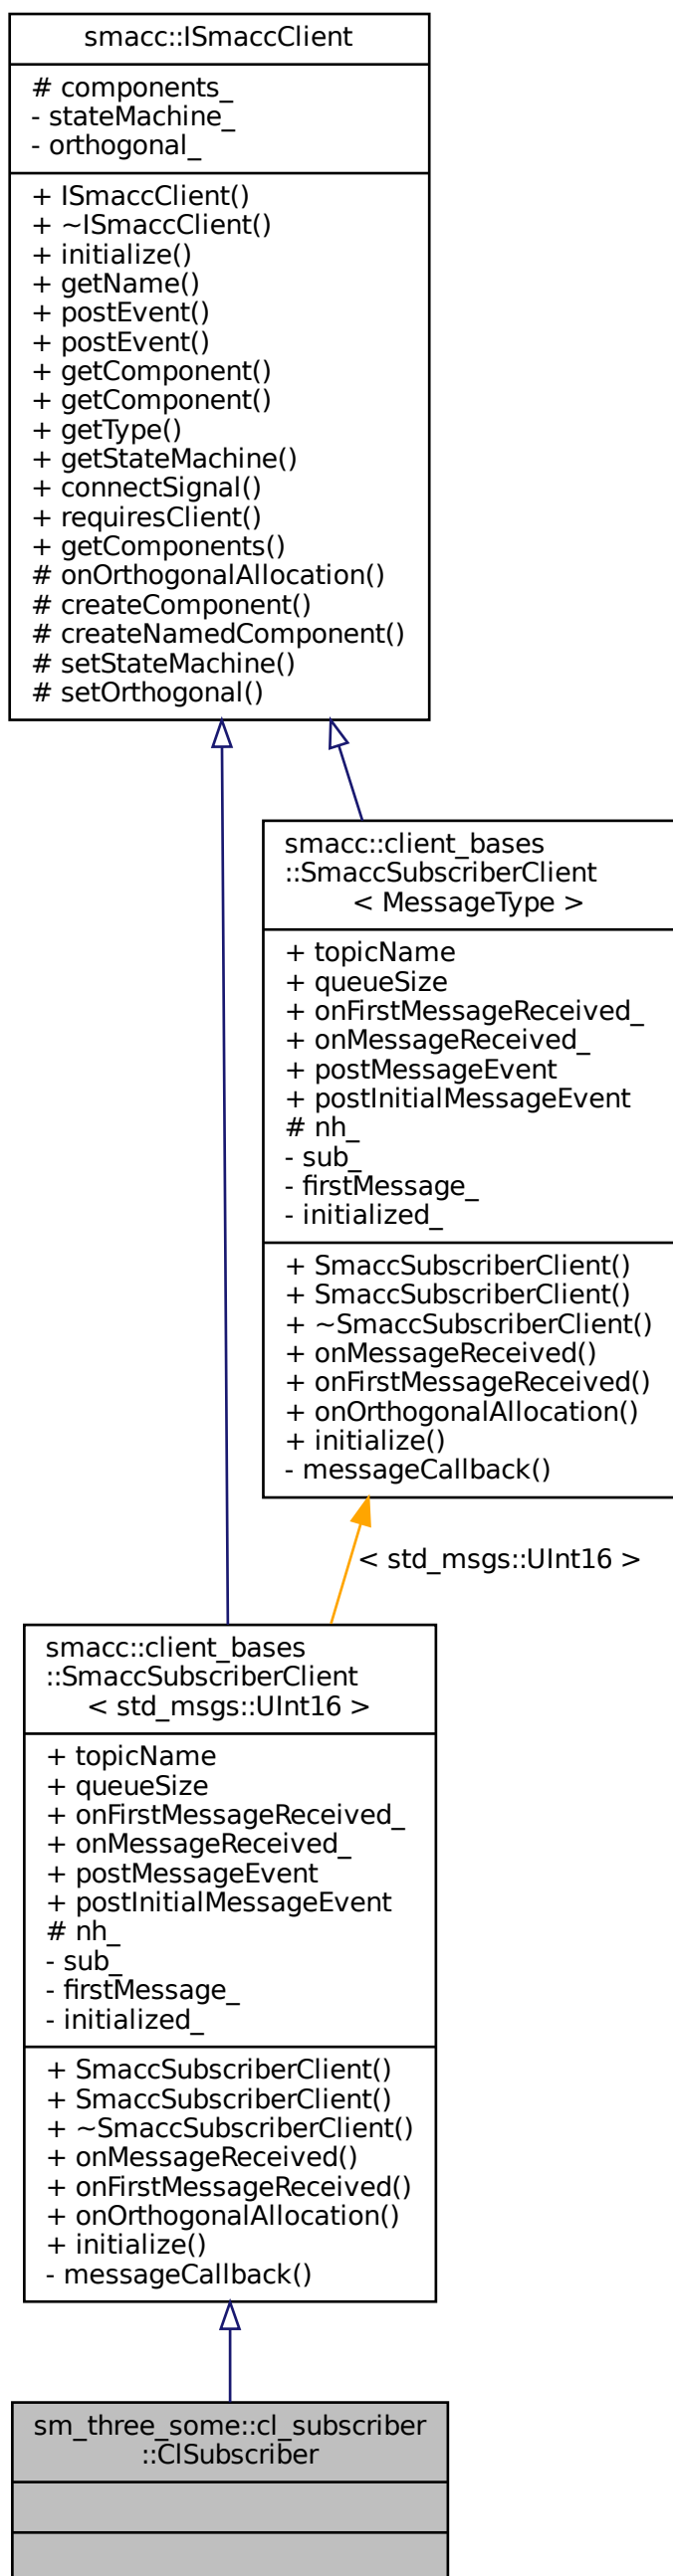 smacc::ISmaccClient
# components_
- stateMachine_
- orthogonal_
+ ISmaccClient()
+ ~ISmaccClient()
+ initialize()
+ getName()
+ postEvent()
+ postEvent()
+ getComponent()
+ getComponent()
+ getType()
+ getStateMachine()
+ connectSignal()
+ requiresClient()
+ getComponents()
# onOrthogonalAllocation()
# createComponent()
# createNamedComponent()
# setStateMachine()
# setOrthogonal()
smacc::client_bases
::SmaccSubscriberClient
< MessageType >
+ topicName
+ queueSize
+ onFirstMessageReceived_
+ onMessageReceived_
+ postMessageEvent
+ postInitialMessageEvent
# nh_
- sub_
- firstMessage_
- initialized_
+ SmaccSubscriberClient()
+ SmaccSubscriberClient()
+ ~SmaccSubscriberClient()
+ onMessageReceived()
+ onFirstMessageReceived()
+ onOrthogonalAllocation()
+ initialize()
- messageCallback()
< std_msgs::UInt16 >
smacc::client_bases
::SmaccSubscriberClient
< std_msgs::UInt16 >
+ topicName
+ queueSize
+ onFirstMessageReceived_
+ onMessageReceived_
+ postMessageEvent
+ postInitialMessageEvent
# nh_
- sub_
- firstMessage_
- initialized_
+ SmaccSubscriberClient()
+ SmaccSubscriberClient()
+ ~SmaccSubscriberClient()
+ onMessageReceived()
+ onFirstMessageReceived()
+ onOrthogonalAllocation()
+ initialize()
- messageCallback()
sm_three_some::cl_subscriber
::ClSubscriber